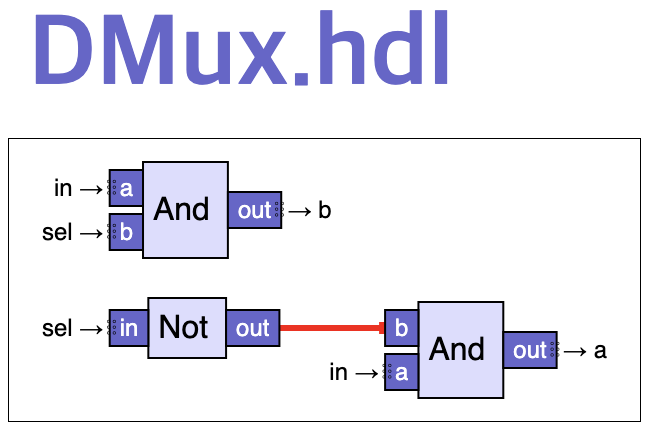 DMux.hdl
in → a And out → b
sel → b
sel → in Not out b And out → a
in → a